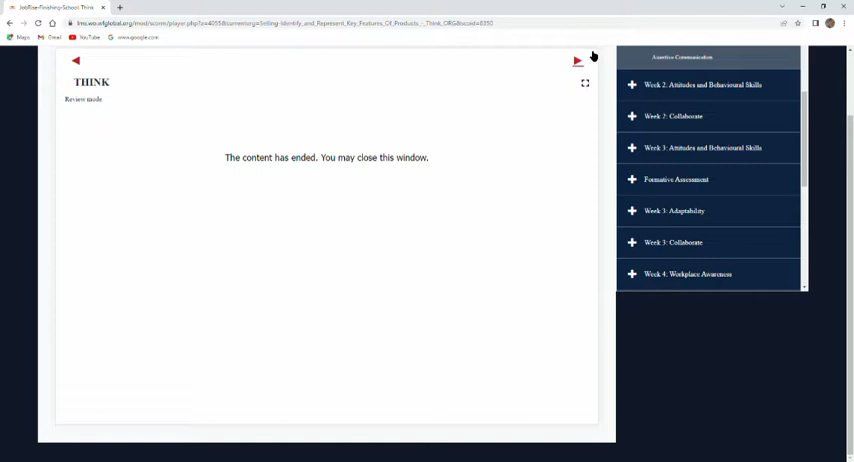 JobRise-Finishing-School: Think
lms.wo.wfglobal.org/mod/scorm/player.php?a=4055&currentorg=Selling-Identify_and_Represent_Key_Features_Of_Products_-_Think_ORG&scoid=8250
Maps Gmail YouTube www.google.com
Assertive Communication
THINK
Review mode
Week 2: Attitudes and Behavioural Skills
Week 2: Collaborate
The content has ended. You may close this window.
Week 3: Attitudes and Behavioural Skills
Formative Assessment
Week 3: Adaptability
Week 3: Collaborate
Week 4: Workplace Awareness